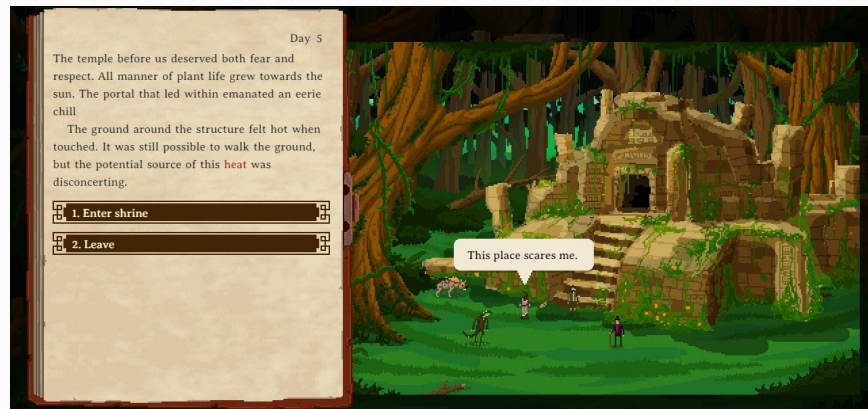 Day 5
The temple before us deserved both fear and
respect. All manner of plant life grew towards the
sun. The portal that led within emanated an eerie
chill
The ground around the structure felt hot when
touched. It was still possible to walk the ground,
but the potential source of this heat was
disconcerting.
1. Enter shrine
2. Leave
This place scares me.